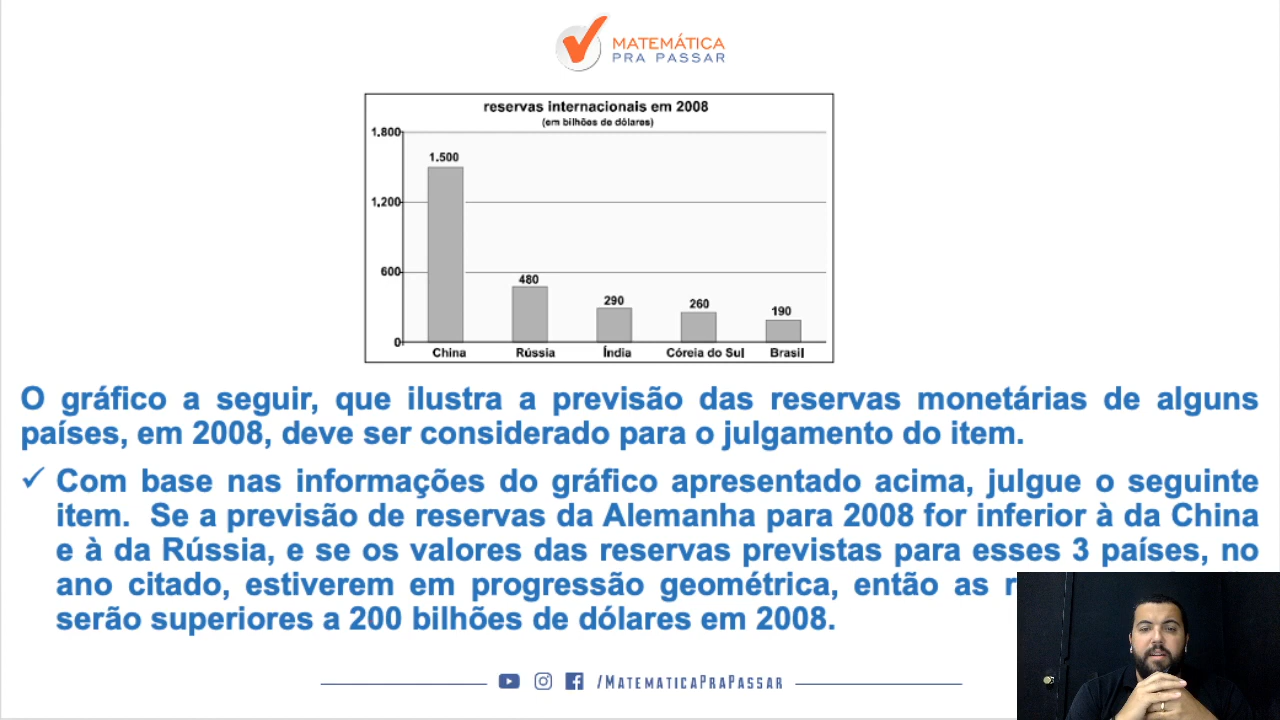 MATEMÁTICA
PRA PASSAR
reservas internacionais em 2008
(em bilhões de dólares)
1.800
1.500
1.200
600
480
290
260
190
0
China Rússia Índia Córeia do Sul Brasil
O gráfico a seguir, que ilustra a previsão das reservas monetárias de alguns
países, em 2008, deve ser considerado para o julgamento do item.
✓ Com base nas informações do gráfico apresentado acima, julgue o seguinte
item. Se a previsão de reservas da Alemanha para 2008 for inferior à da China
e à da Rússia, e se os valores das reservas previstas para esses 3 países, no
ano citado, estiverem em progressão geométrica, então as
serão superiores a 200 bilhões de dólares em 2008.
/MATEMATICAPRAPASSAR